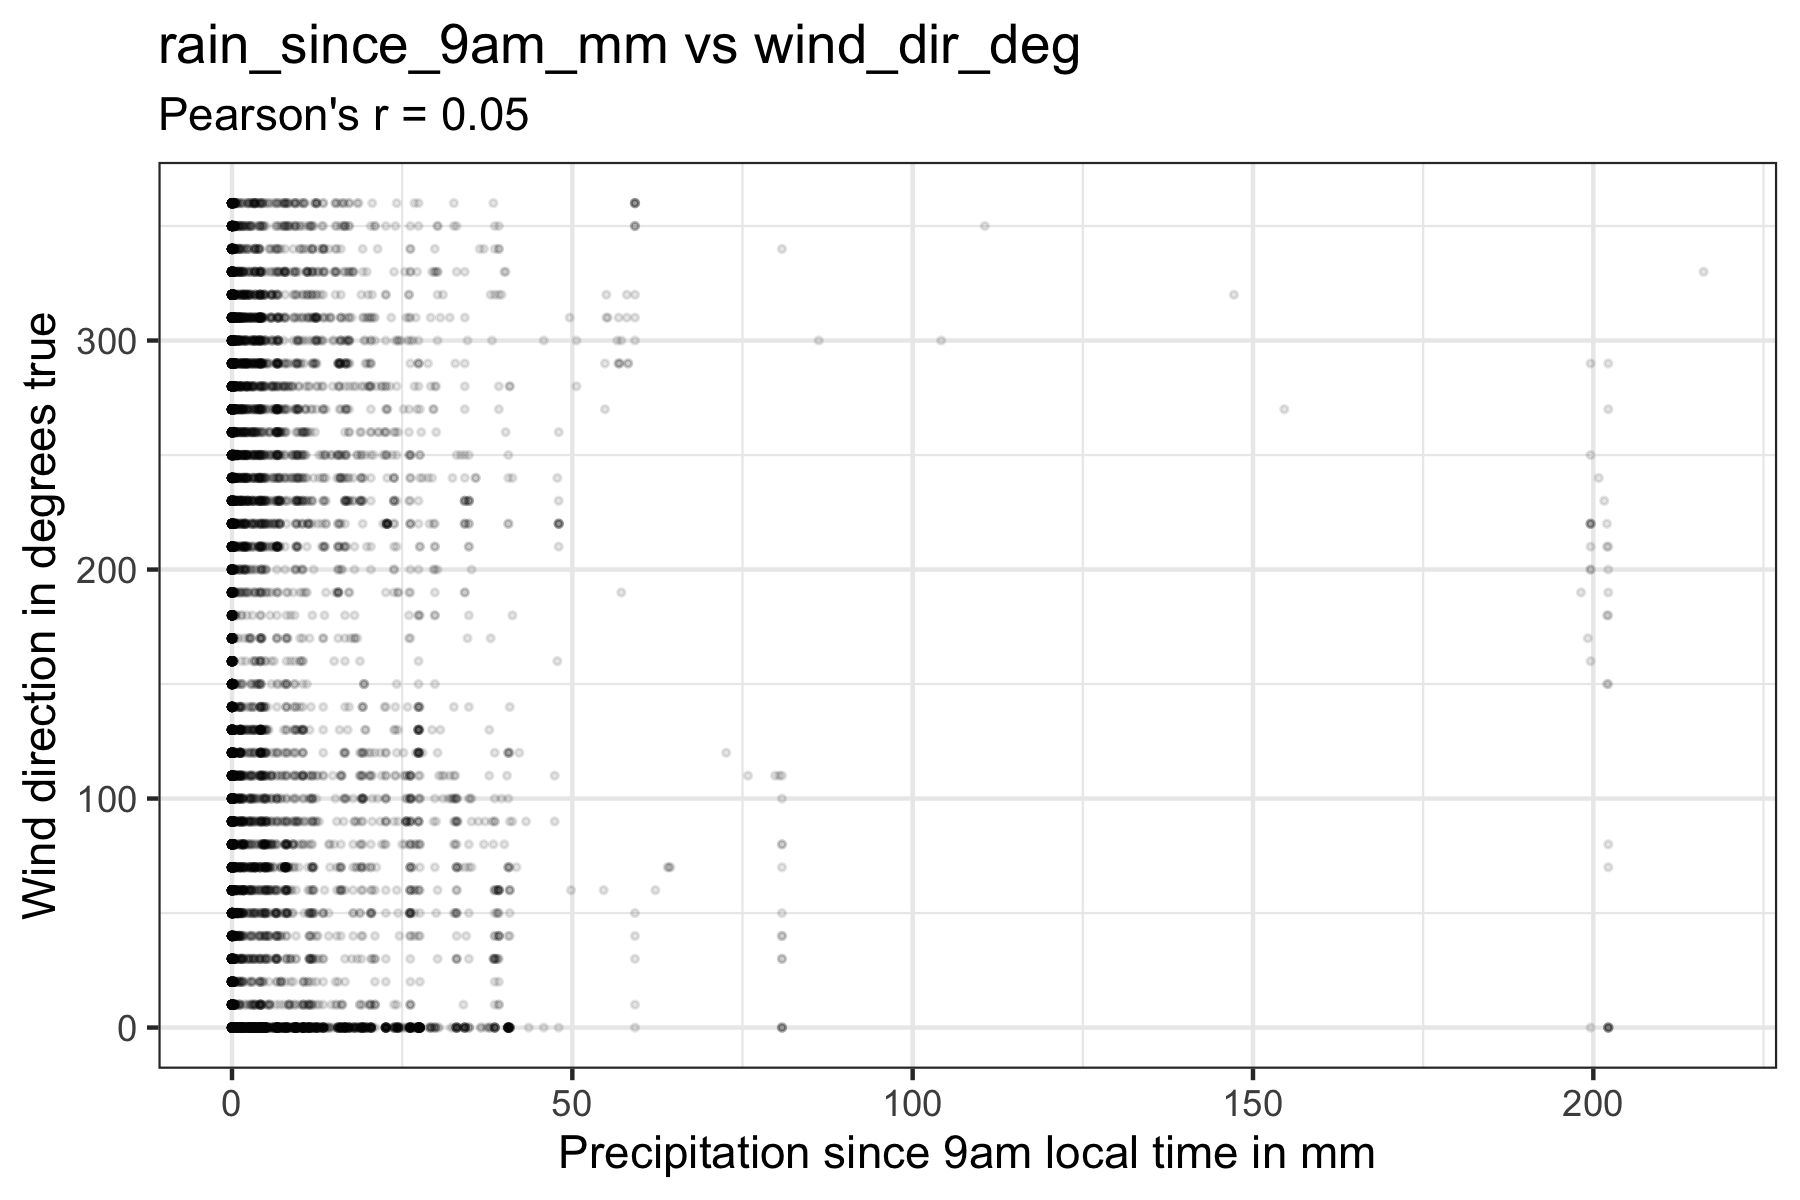 rain_since_9am_mm vs wind_dir_deg
Pearson's r = 0.05
Wind direction in degrees true
300
200
100
0
0 50 100 150 200
Precipitation since 9am local time in mm